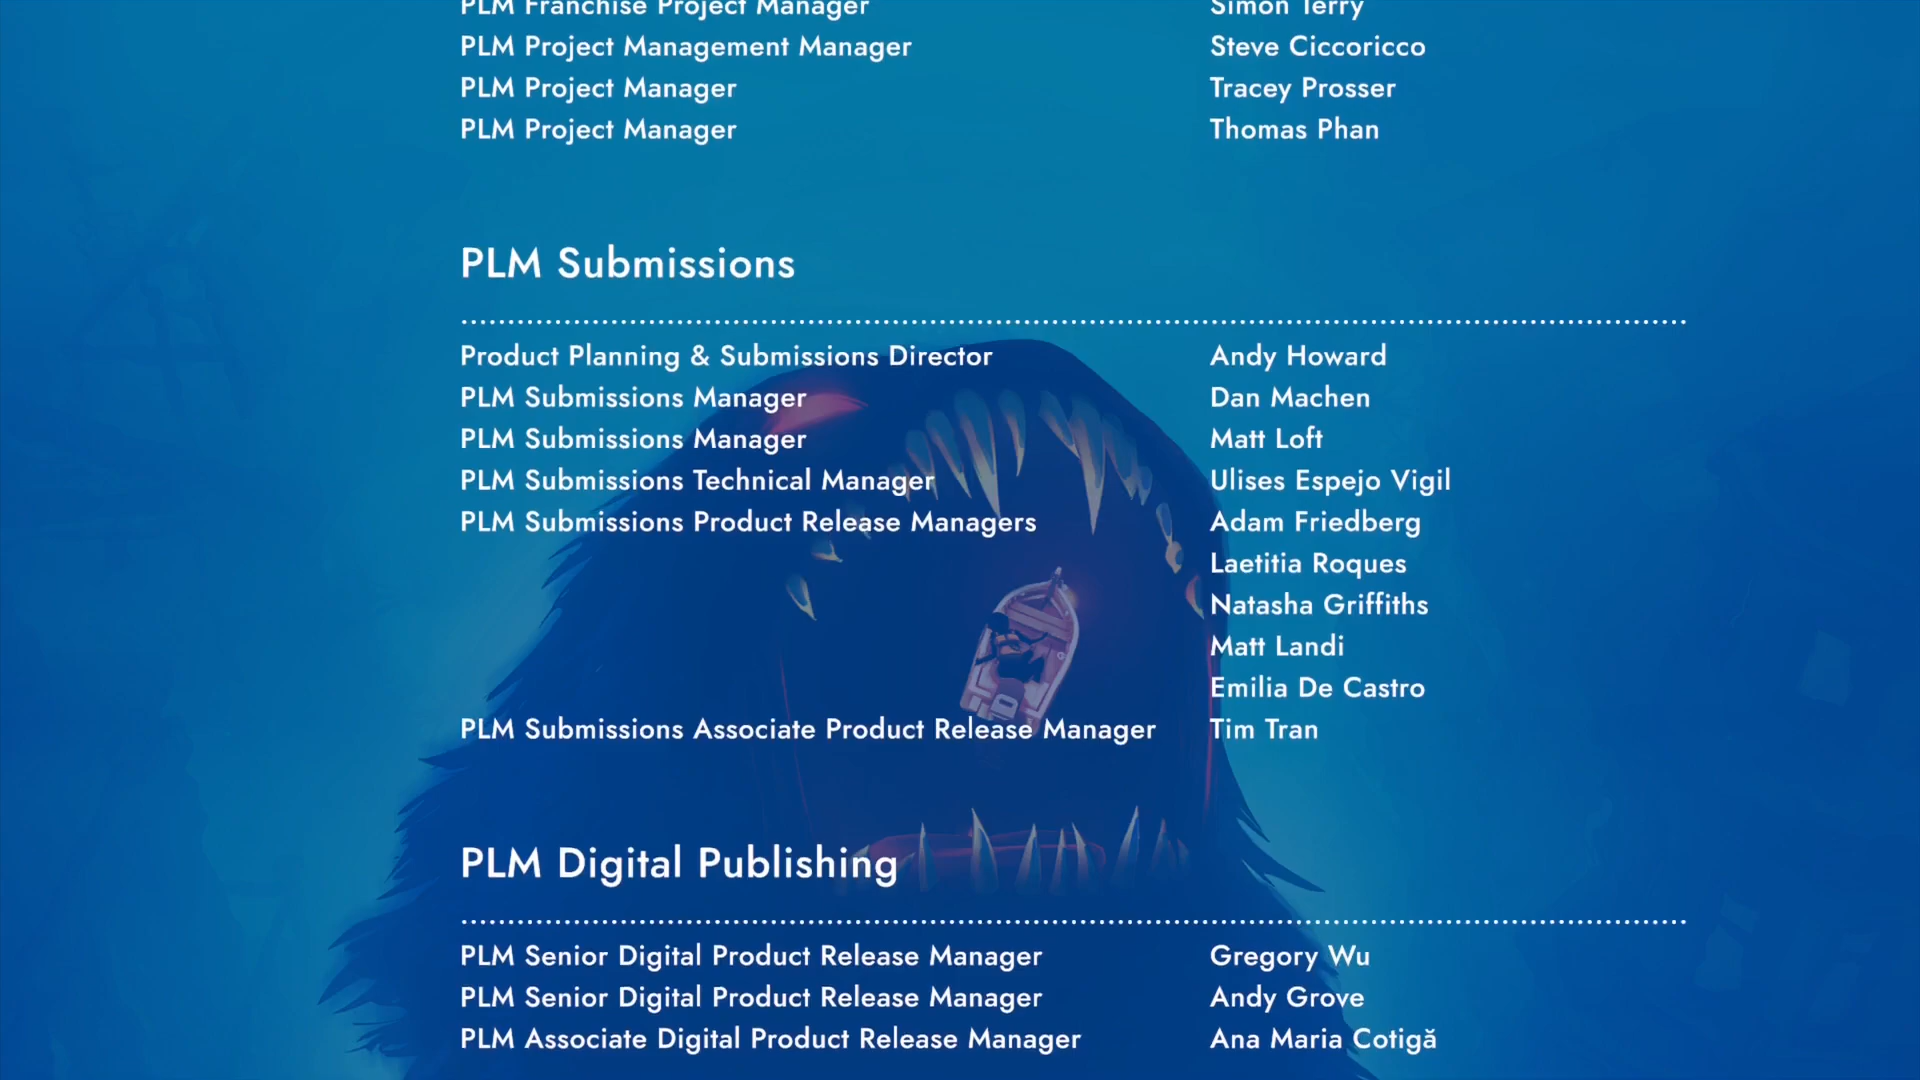 PLM Franchise Project Manager Simon Terry
PLM Project Management Manager Steve Ciccoricco
PLM Project Manager Tracey Prosser
PLM Project Manager Thomas Phan
PLM Submissions
Product Planning & Submissions Director Andy Howard
PLM Submissions Manager Dan Machen
PLM Submissions Manager Matt Loft
PLM Submissions Technical Manager Ulises Espejo Vigil
PLM Submissions Product Release Managers Adam Friedberg
Laetitia Roques
Natasha Griffiths
Matt Landi
Emilia De Castro
PLM Submissions Associate Product Release Manager Tim Tran
PLM Digital Publishing
PLM Senior Digital Product Release Manager Gregory Wu
PLM Senior Digital Product Release Manager Andy Grove
PLM Associate Digital Product Release Manager Ana Maria Cotigă